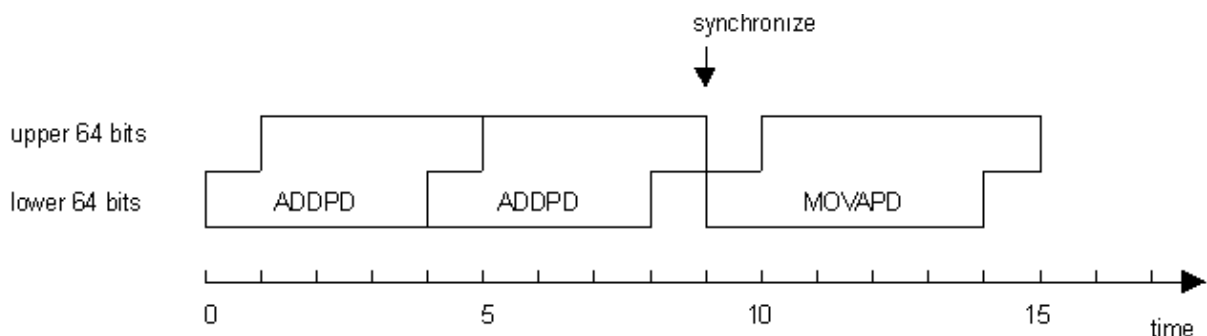 synchronize
upper 64 bits
lower 64 bits ADDPD ADDPD MOVAPD
0 5 10 15
time